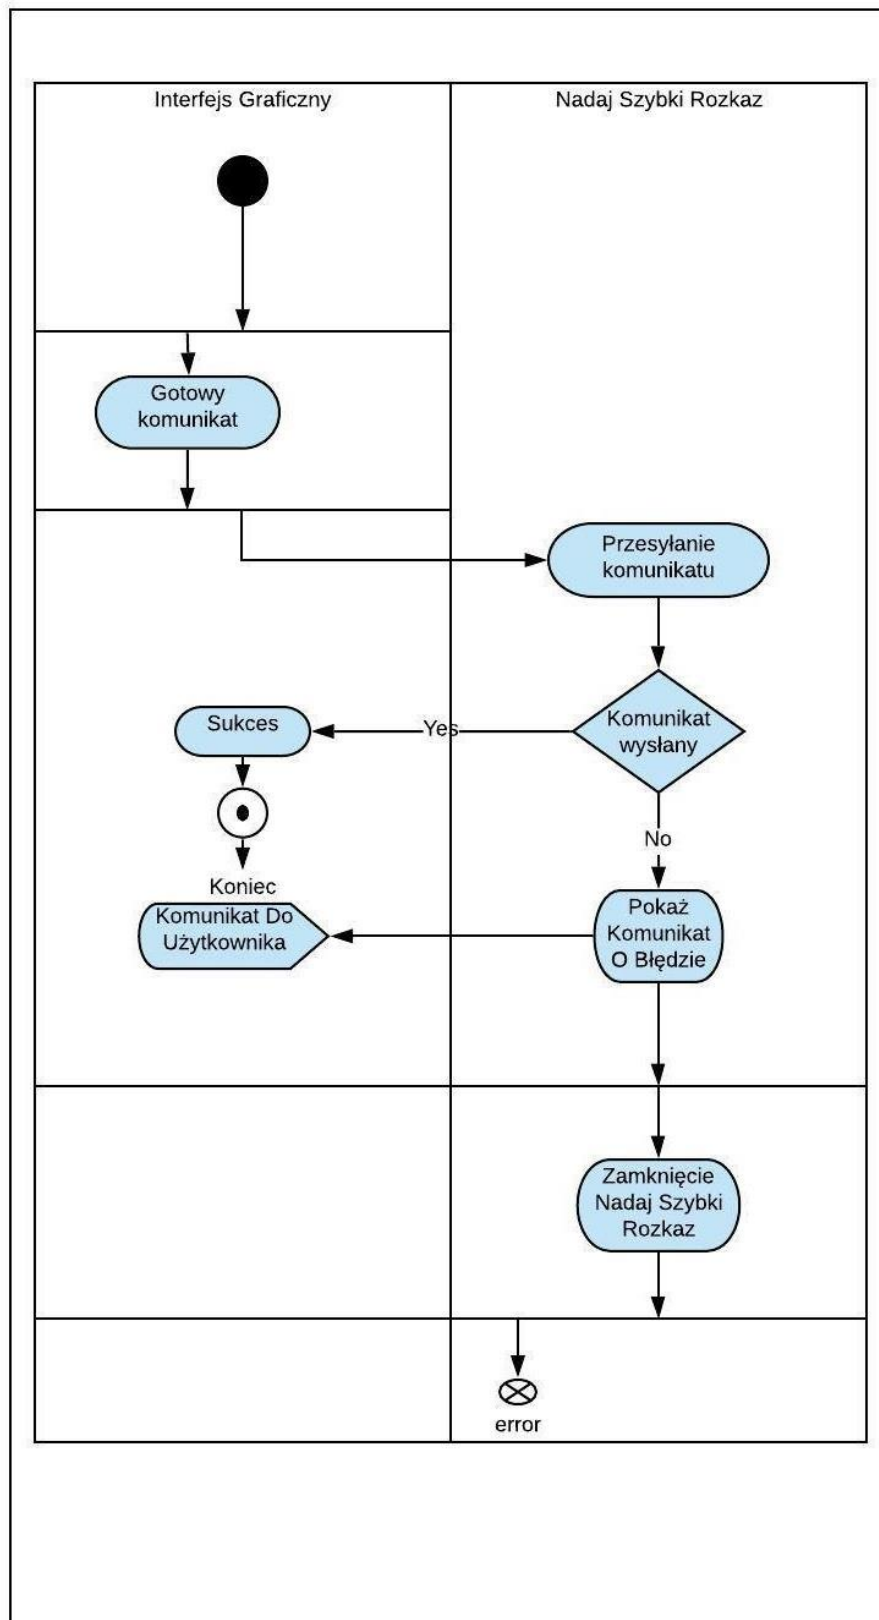 Interfejs Graficzny
Nadaj Szybki Rozkaz
Gotowy
komunikat
Przesyłanie
komunikatu
Komunikat
wysłany
Yes
Sukces
No
Koniec
Komunikat Do
Użytkownika
Pokaż
Komunikat
O Błędzie
Zamknięcie
Nadaj Szybki
Rozkaz
error